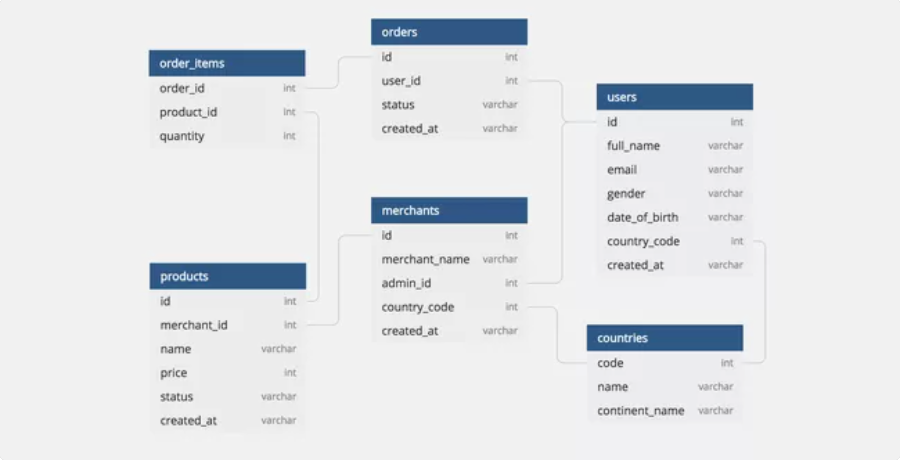 orders
id int
user_id int
status varchar
created_at varchar
order_items
order_id int
product_id int
quantity int
users
id int
full_name varchar
email varchar
gender varchar
date_of_birth varchar
country_code int
created_at varchar
merchants
id int
merchant_name varchar
admin_id int
country_code int
created_at varchar
products
id int
merchant_id int
name varchar
price int
status varchar
created_at varchar
countries
code int
name varchar
continent_name varchar